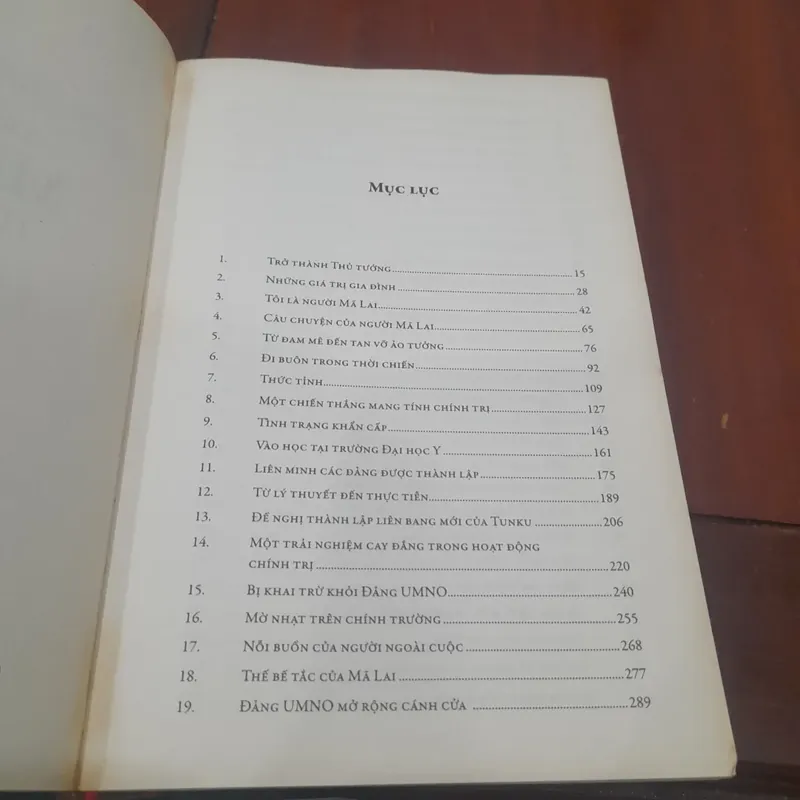 Mục lục
1. Trở thành Thủ tướng 15
2. Những giá trị gia đình 28
3. Tôi là người Mã Lai 42
4. Câu chuyện của người Mã Lai 65
5. Từ đam mê đến tan vỡ ảo tưởng 76
6. Đi buôn trong thời chiến 92
7. Thức tỉnh 109
8. Một chiến thắng mang tính chính trị 127
9. Tình trạng khẩn cấp 143
10. Vào học tại trường Đại học Y 161
11. Liên minh các đảng được thành lập 175
12. Từ lý thuyết đến thực tiễn 189
13. Đề nghị thành lập liên bang mới của Tunku 206
14. Một trải nghiệm cay đắng trong hoạt động
chính trị 220
15. Bị khai trừ khỏi Đảng UMNO 240
16. Mờ nhạt trên chính trường 255
17. Nỗi buồn của người ngoài cuộc 268
18. Thế bế tắc của Mã Lai 277
19. Đảng UMNO mở rộng cánh cửa 289